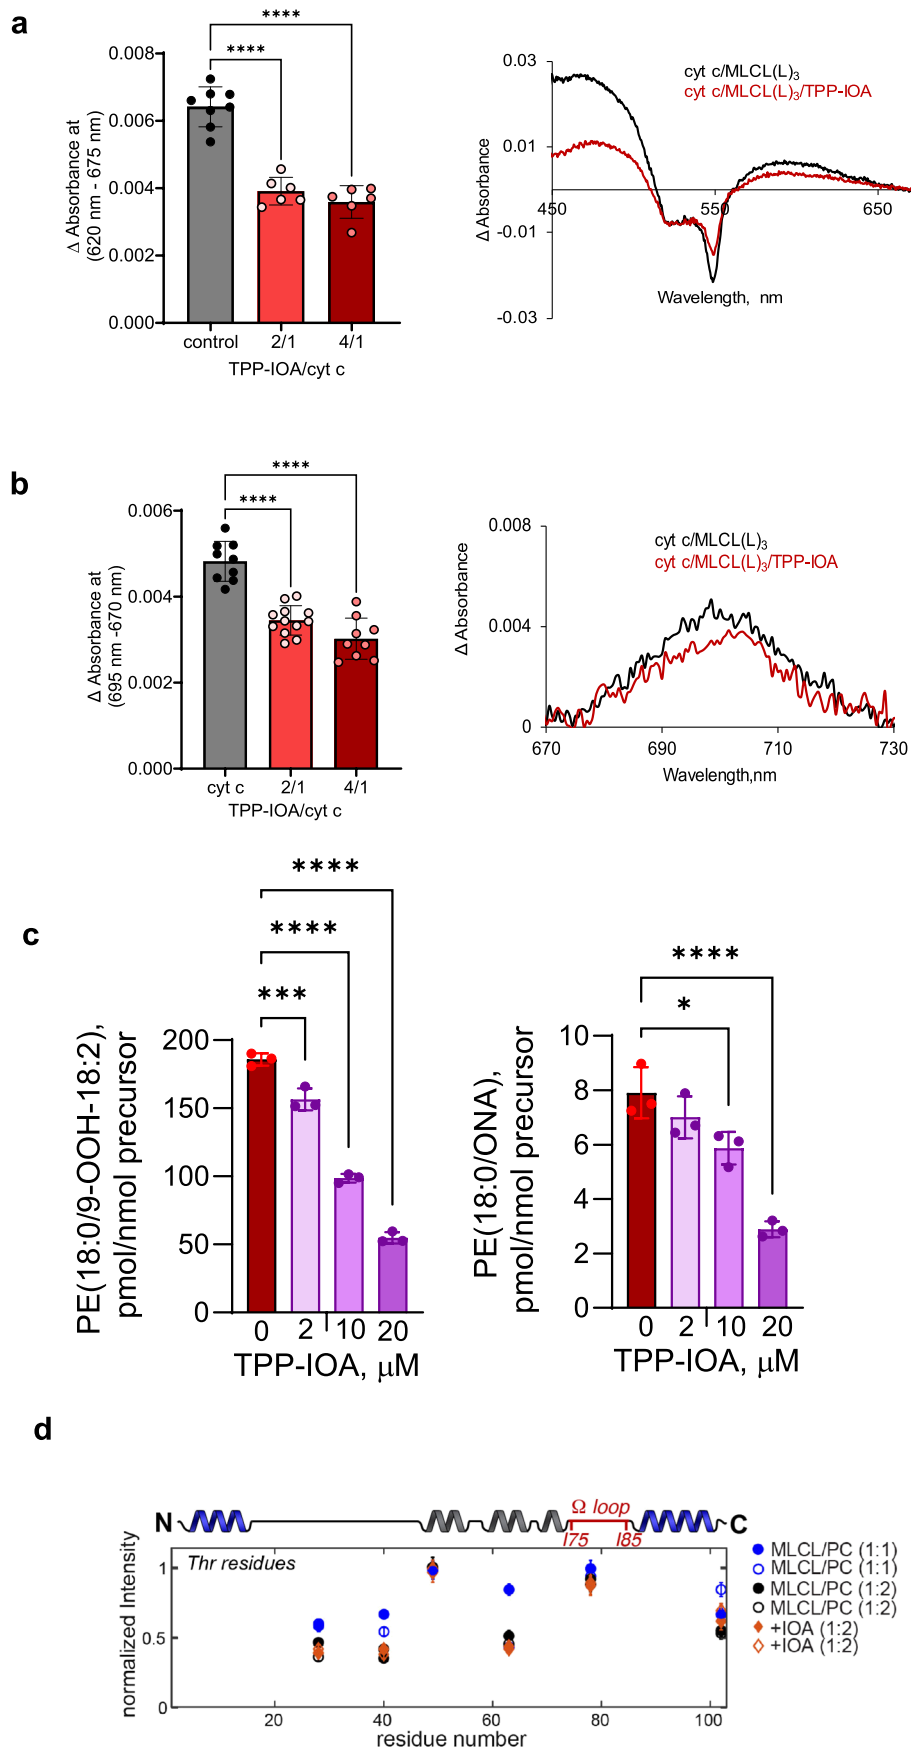 a
****
****
0.008
0.006
0.004
0.002
0.000
Δ Absorbance at
(620 nm - 675 nm)
control
2/1
4/1
TPP-IOA/cyt c
0.03
0.01
-0.01
-0.03
Δ Absorbance
450
550
650
Wavelength, nm
cyt c/MLCL(L)3
cyt c/MLCL(L)3/TPP-IOA
b
****
****
0.006
0.004
0.002
0.000
Δ Absorbance at
(695 nm -670 nm)
cyt c
2/1
4/1
TPP-IOA/cyt c
0.008
0.004
0
Δ Absorbance
cyt c/MLCL(L)3
cyt c/MLCL(L)3/TPP-IOA
670
690
710
730
Wavelength,nm
c
****
****
***
200
150
100
50
0
PE(18:0/9-OOH-18:2),
pmol/nmol precursor
0
2
10
20
TPP-IOA, μM
****
*
10
8
6
4
2
0
PE(18:0/ONA),
pmol/nmol precursor
0
2
10
20
TPP-IOA, μM
d
N
Ω loop
I75
I85
C
Thr residues
1
0.5
0
normalized Intensity
20
40
60
80
100
residue number
MLCL/PC (1:1)
MLCL/PC (1:1)
MLCL/PC (1:2)
MLCL/PC (1:2)
+IOA (1:2)
+IOA (1:2)